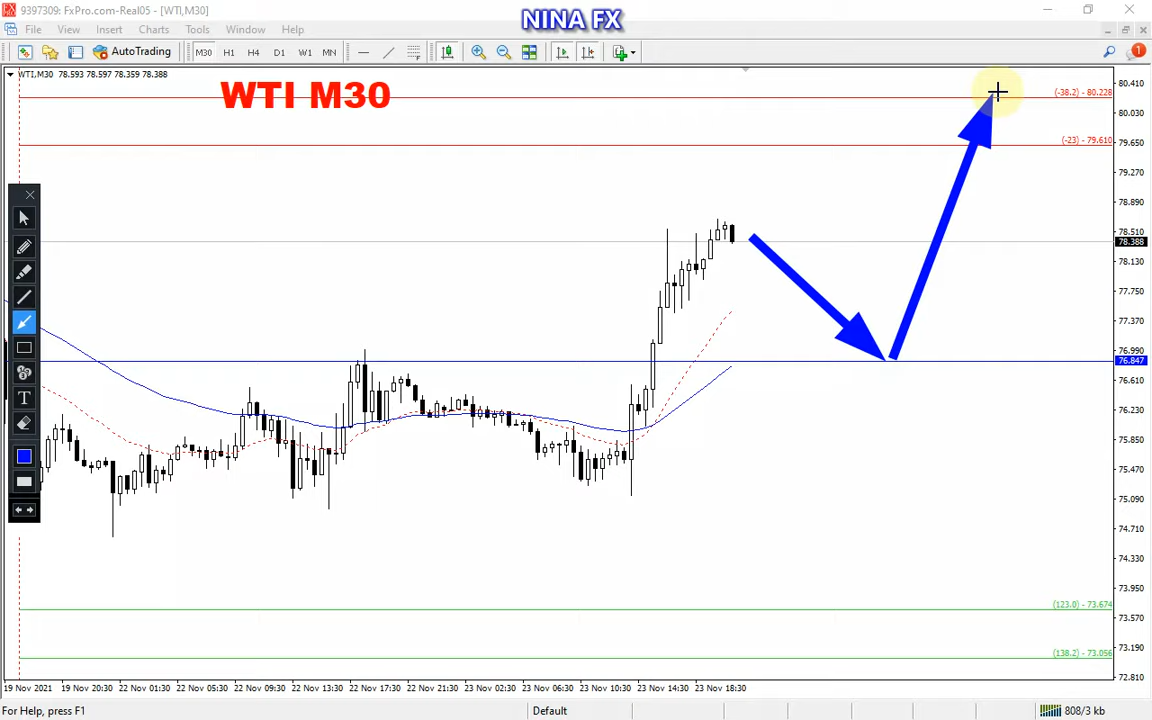 9397309: FxPro.com-Real05 - [WTI,M30]
NINA FX
File View Insert Charts Tools Window Help
AutoTrading M30 H1 H4 D1 W1 MN 1
WTI,M30 78.593 78.597 78.359 78.388
WTI M30
80.410
(-38.2) - 80.228
80.030
(-23) - 79.610
79.650
79.270
78.890
78.510
78.388
78.130
77.750
77.370
76.990
76.847
76.610
76.230
75.850
75.470
75.090
74.710
74.330
73.950
(123.0) - 73.674
73.570
73.190
(138.2) - 73.056
72.810
T
19 Nov 2021 19 Nov 20:30 22 Nov 01:30 22 Nov 05:30 22 Nov 09:30 22 Nov 13:30 22 Nov 17:30 22 Nov 21:30 23 Nov 02:30 23 Nov 06:30 23 Nov 10:30 23 Nov 14:30 23 Nov 18:30
For Help, press F1 Default 808/3 kb